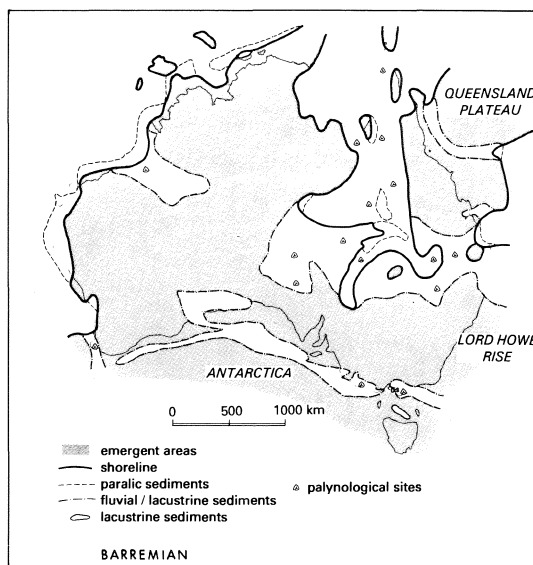 QUEENSLAND
PLATEAU
LORD HOWE
RISE
ANTARCTICA
0 500 1000 km
emergent areas
shoreline
paralic sediments
fluvial / lacustrine sediments
palynological sites
lacustrine sediments
BARREMIAN